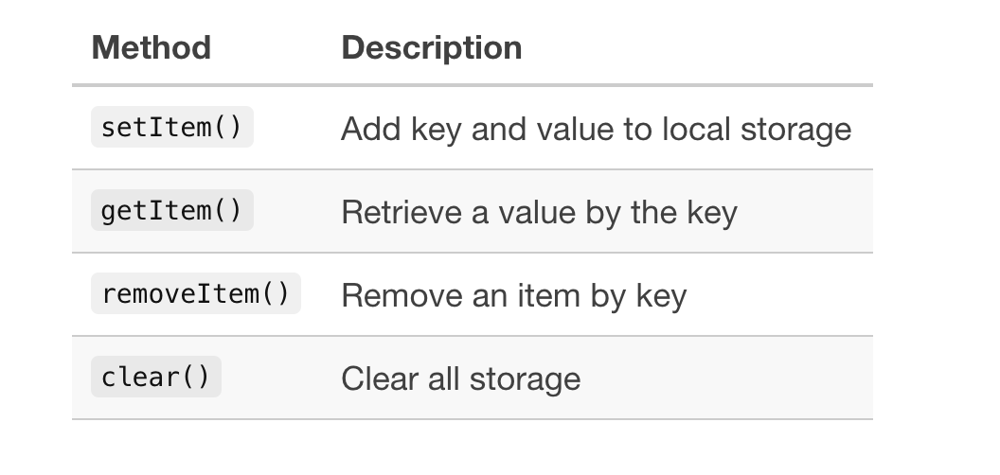 Method Description
setItem() Add key and value to local storage
getItem() Retrieve a value by the key
removeItem() Remove an item by key
clear() Clear all storage